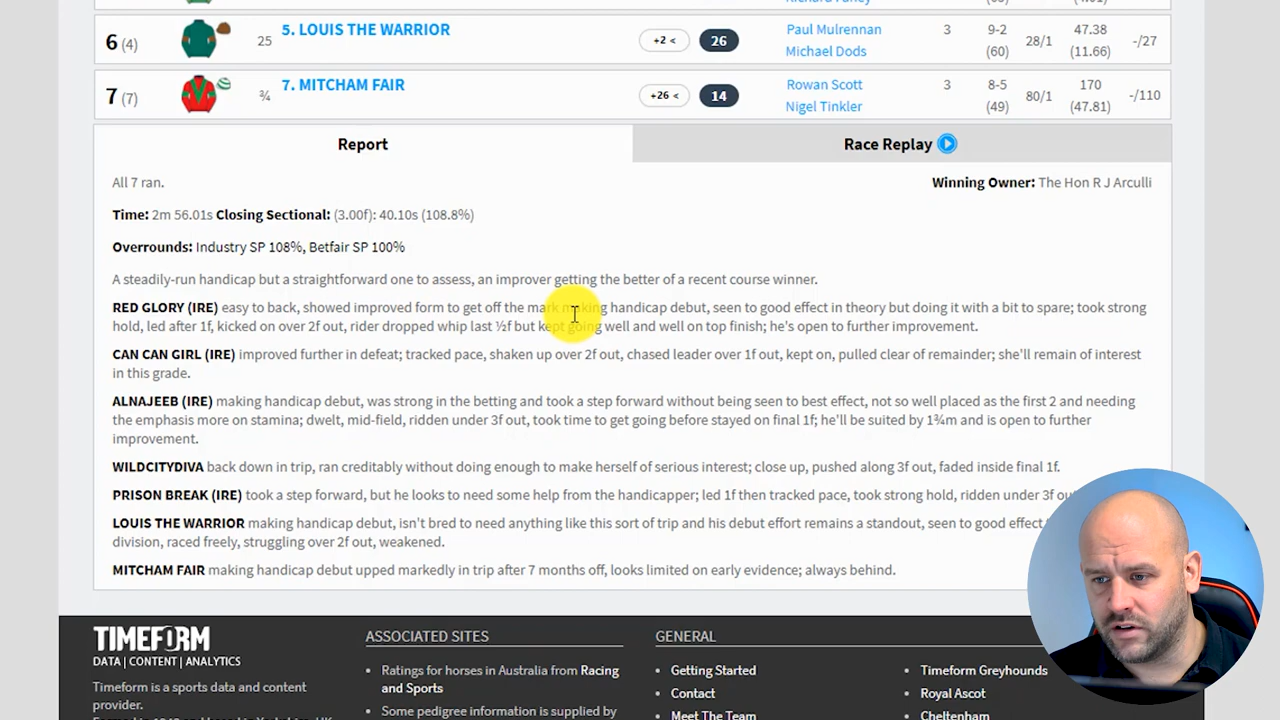 5. LOUIS THE WARRIOR
6 (4)
25
+2 <
26
Paul Mulrennan
Michael Dods
3
9-2
(60)
28/1
47.38
(11.66)
-/27
7. MITCHAM FAIR
7 (7)
¾
+26 <
14
Rowan Scott
Nigel Tinkler
3
8-5
(49)
80/1
170
(47.81)
-/110
Report
Race Replay
All 7 ran.
Winning Owner: The Hon R J Arculli
Time: 2m 56.01s Closing Sectional: (3.00f): 40.10s (108.8%)
Overrounds: Industry SP 108%, Betfair SP 100%
A steadily-run handicap but a straightforward one to assess, an improver getting the better of a recent course winner.
RED GLORY (IRE) easy to back, showed improved form to get off the mark making handicap debut, seen to good effect in theory but doing it with a bit to spare; took strong
hold, led after 1f, kicked on over 2f out, rider dropped whip last ½f but kept going well and well on top finish; he's open to further improvement.
CAN CAN GIRL (IRE) improved further in defeat; tracked pace, shaken up over 2f out, chased leader over 1f out, kept on, pulled clear of remainder; she'll remain of interest
in this grade.
ALNAJEEB (IRE) making handicap debut, was strong in the betting and took a step forward without being seen to best effect, not so well placed as the first 2 and needing
the emphasis more on stamina; dwelt, mid-field, ridden under 3f out, took time to get going before stayed on final 1f; he'll be suited by 1¾m and is open to further
improvement.
WILDCITYDIVA back down in trip, ran creditably without doing enough to make herself of serious interest; close up, pushed along 3f out, faded inside final 1f.
PRISON BREAK (IRE) took a step forward, but he looks to need some help from the handicapper; led 1f then tracked pace, took strong hold, ridden under 3f
LOUIS THE WARRIOR making handicap debut, isn't bred to need anything like this sort of trip and his debut effort remains a standout, seen to good effect
division, raced freely, struggling over 2f out, weakened.
MITCHAM FAIR making handicap debut upped markedly in trip after 7 months off, looks limited on early evidence; always behind.
TIMEFORM
DATA | CONTENT | ANALYTICS
Timeform is a sports data and content
provider.
ASSOCIATED SITES
Ratings for horses in Australia from Racing
and Sports
Some pedigree information is supplied by
GENERAL
Getting Started
Contact
Meet The Team
Timeform Greyhounds
Royal Ascot
Cheltenham